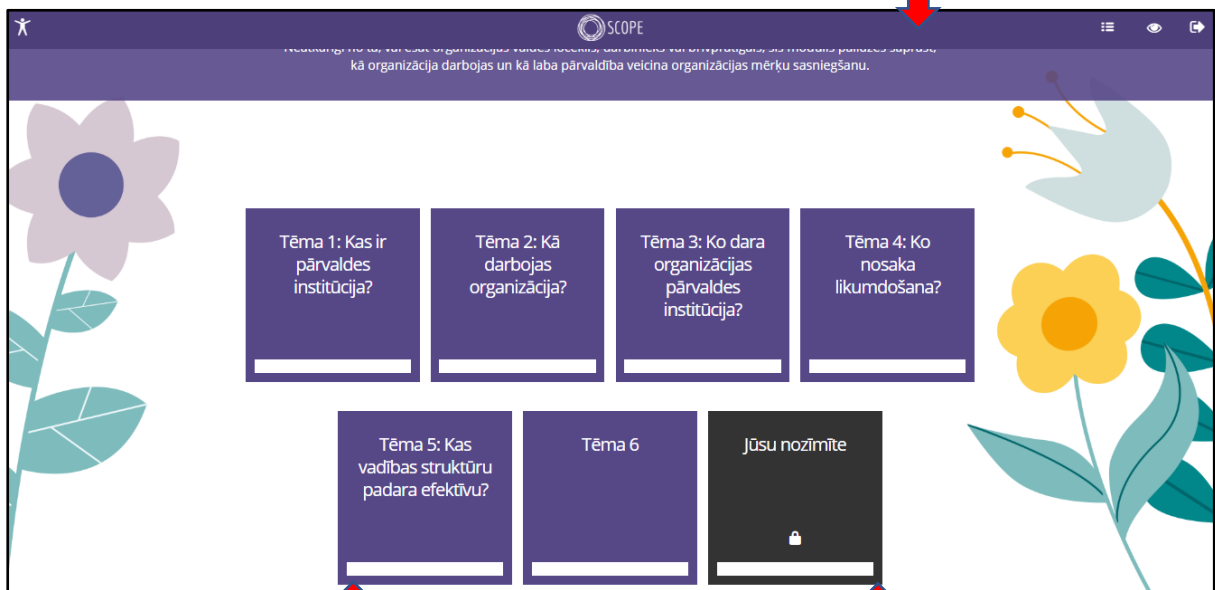 SCOPE
kā organizācija darbojas un kā laba pārvaldība veicina organizācijas mērķu sasniegšanu.
Tēma 1: Kas ir
pārvaldes
institūcija?
Tēma 2: Kā
darbojas
organizācija?
Tēma 3: Ko dara
organizācijas
pārvaldes
institūcija?
Tēma 4: Ko
nosaka
likumdošana?
Tēma 5: Kas
vadības struktūru
padara efektīvu?
Tēma 6
Jūsu nozīmīte